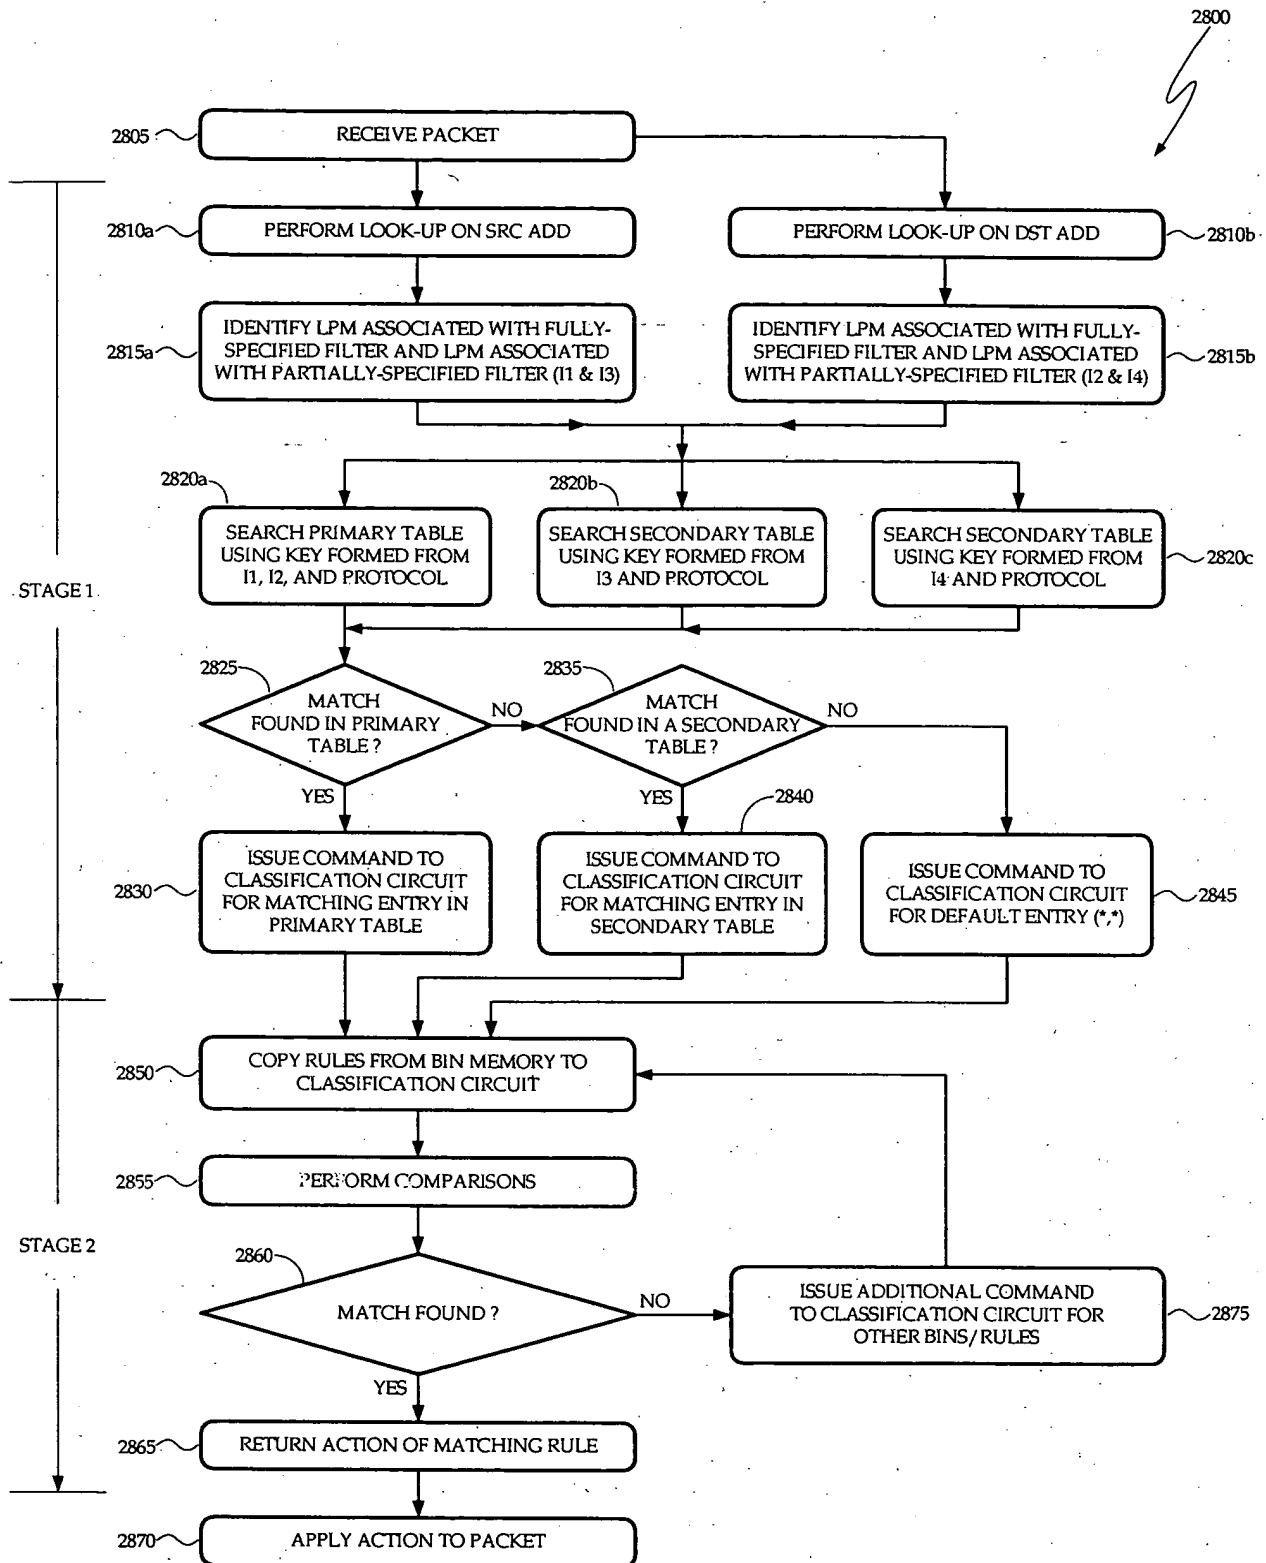 2800
2805
RECEIVE PACKET
2810a
PERFORM LOOK-UP ON SRC ADD
PERFORM LOOK-UP ON DST ADD
2810b
2815a
IDENTIFY LPM ASSOCIATED WITH FULLY-
SPECIFIED FILTER AND LPM ASSOCIATED
WITH PARTIALLY-SPECIFIED FILTER (I1 & I3)
IDENTIFY LPM ASSOCIATED WITH FULLY-
SPECIFIED FILTER AND LPM ASSOCIATED
WITH PARTIALLY-SPECIFIED FILTER (I2 & I4)
2815b
2820a
SEARCH PRIMARY TABLE
USING KEY FORMED FROM
I1, I2, AND PROTOCOL
2820b
SEARCH SECONDARY TABLE
USING KEY FORMED FROM
I3 AND PROTOCOL
SEARCH SECONDARY TABLE
USING KEY FORMED FROM
I4 AND PROTOCOL
2820c
STAGE 1
2825
MATCH
FOUND IN PRIMARY
TABLE ?
NO
YES
2835
MATCH
FOUND IN A SECONDARY
TABLE ?
NO
YES
2830
ISSUE COMMAND TO
CLASSIFICATION CIRCUIT
FOR MATCHING ENTRY IN
PRIMARY TABLE
2840
ISSUE COMMAND TO
CLASSIFICATION CIRCUIT
FOR MATCHING ENTRY IN
SECONDARY TABLE
ISSUE COMMAND TO
CLASSIFICATION CIRCUIT
FOR DEFAULT ENTRY (*,*)
2845
2850
COPY RULES FROM BIN MEMORY TO
CLASSIFICATION CIRCUIT
2855
PERFORM COMPARISONS
STAGE 2
2860
MATCH FOUND ?
NO
YES
ISSUE ADDITIONAL COMMAND
TO CLASSIFICATION CIRCUIT FOR
OTHER BINS/RULES
2875
2865
RETURN ACTION OF MATCHING RULE
2870
APPLY ACTION TO PACKET